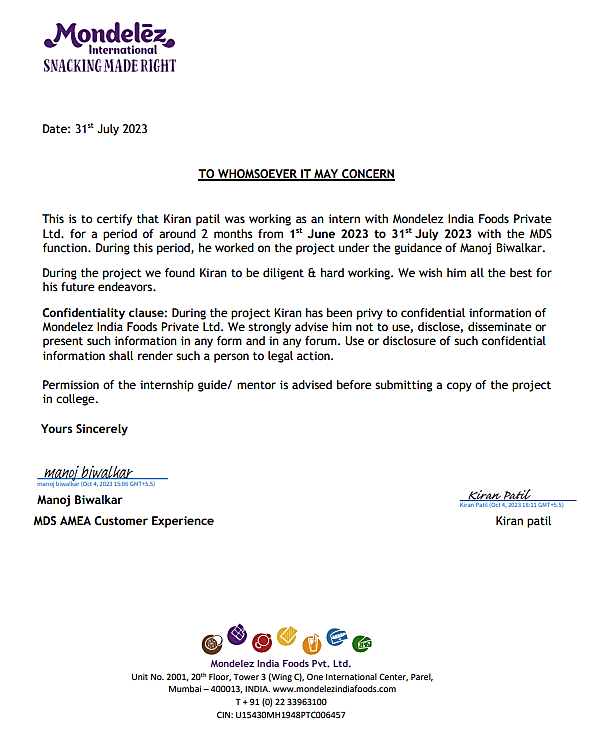 Mondelēz
International
SNACKING MADE RIGHT
Date: 31st July 2023
TO WHOMSOEVER IT MAY CONCERN
This is to certify that Kiran patil was working as an intern with Mondelez India Foods Private
Ltd. for a period of around 2 months from 1st June 2023 to 31st July 2023 with the MDS
function. During this period, he worked on the project under the guidance of Manoj Biwalkar.
During the project we found Kiran to be diligent & hard working. We wish him all the best for
his future endeavors.
Confidentiality clause: During the project Kiran has been privy to confidential information of
Mondelez India Foods Private Ltd. We strongly advise him not to use, disclose, disseminate or
present such information in any form and in any forum. Use or disclosure of such confidential
information shall render such a person to legal action.
Permission of the internship guide/ mentor is advised before submitting a copy of the project
in college.
Yours Sincerely
manoj biwalkar
manoj biwalkar (Oct 4, 2023 15:06 GMT+5.5)
Manoj Biwalkar
MDS AMEA Customer Experience
Kiran Patil
Kiran Patil (Oct 4, 2023 18:11 GMT+5.5)
Kiran patil
Mondelez India Foods Pvt. Ltd.
Unit No. 2001, 20th Floor, Tower 3 (Wing C), One International Center, Parel,
Mumbai – 400013, INDIA. www.mondelezindiafoods.com
T + 91 (0) 22 33963100
CIN: U15430MH1948PTC006457